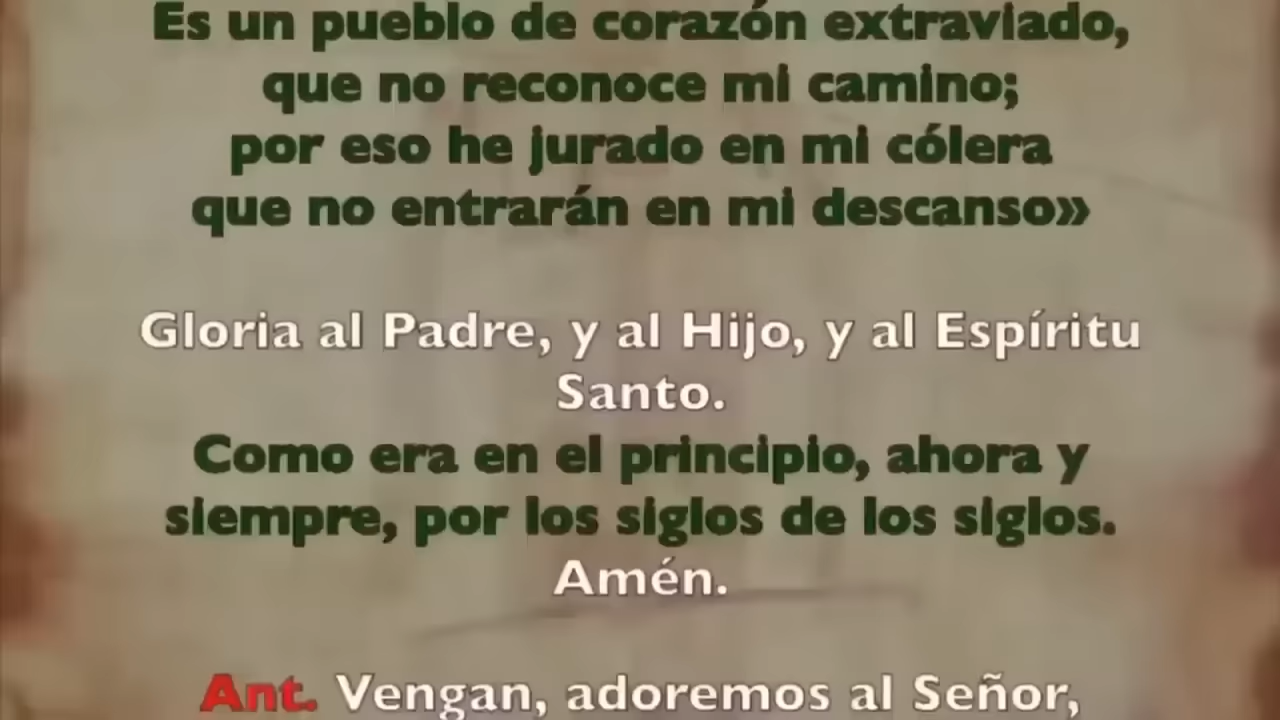 Es un pueblo de corazón extraviado,
que no reconoce mi camino;
por eso he jurado en mi cólera
que no entrarán en mi descanso»
Gloria al Padre, y al Hijo, y al Espíritu
Santo.
Como era en el principio, ahora y
siempre, por los siglos de los siglos.
Amén.
Ant. Vengan, adoremos al Señor,